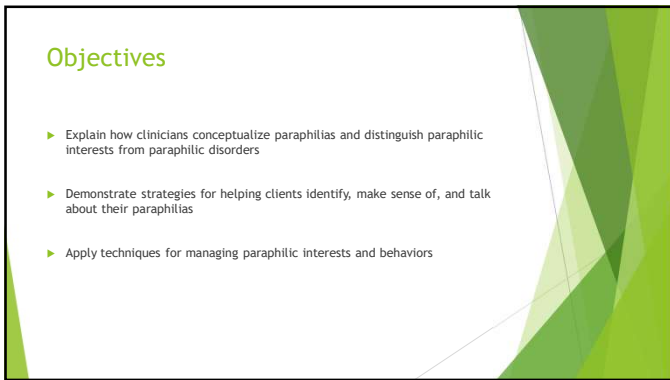 Objectives
▶ Explain how clinicians conceptualize paraphilias and distinguish paraphilic
interests from paraphilic disorders
▶ Demonstrate strategies for helping clients identify, make sense of, and talk
about their paraphilias
▶ Apply techniques for managing paraphilic interests and behaviors